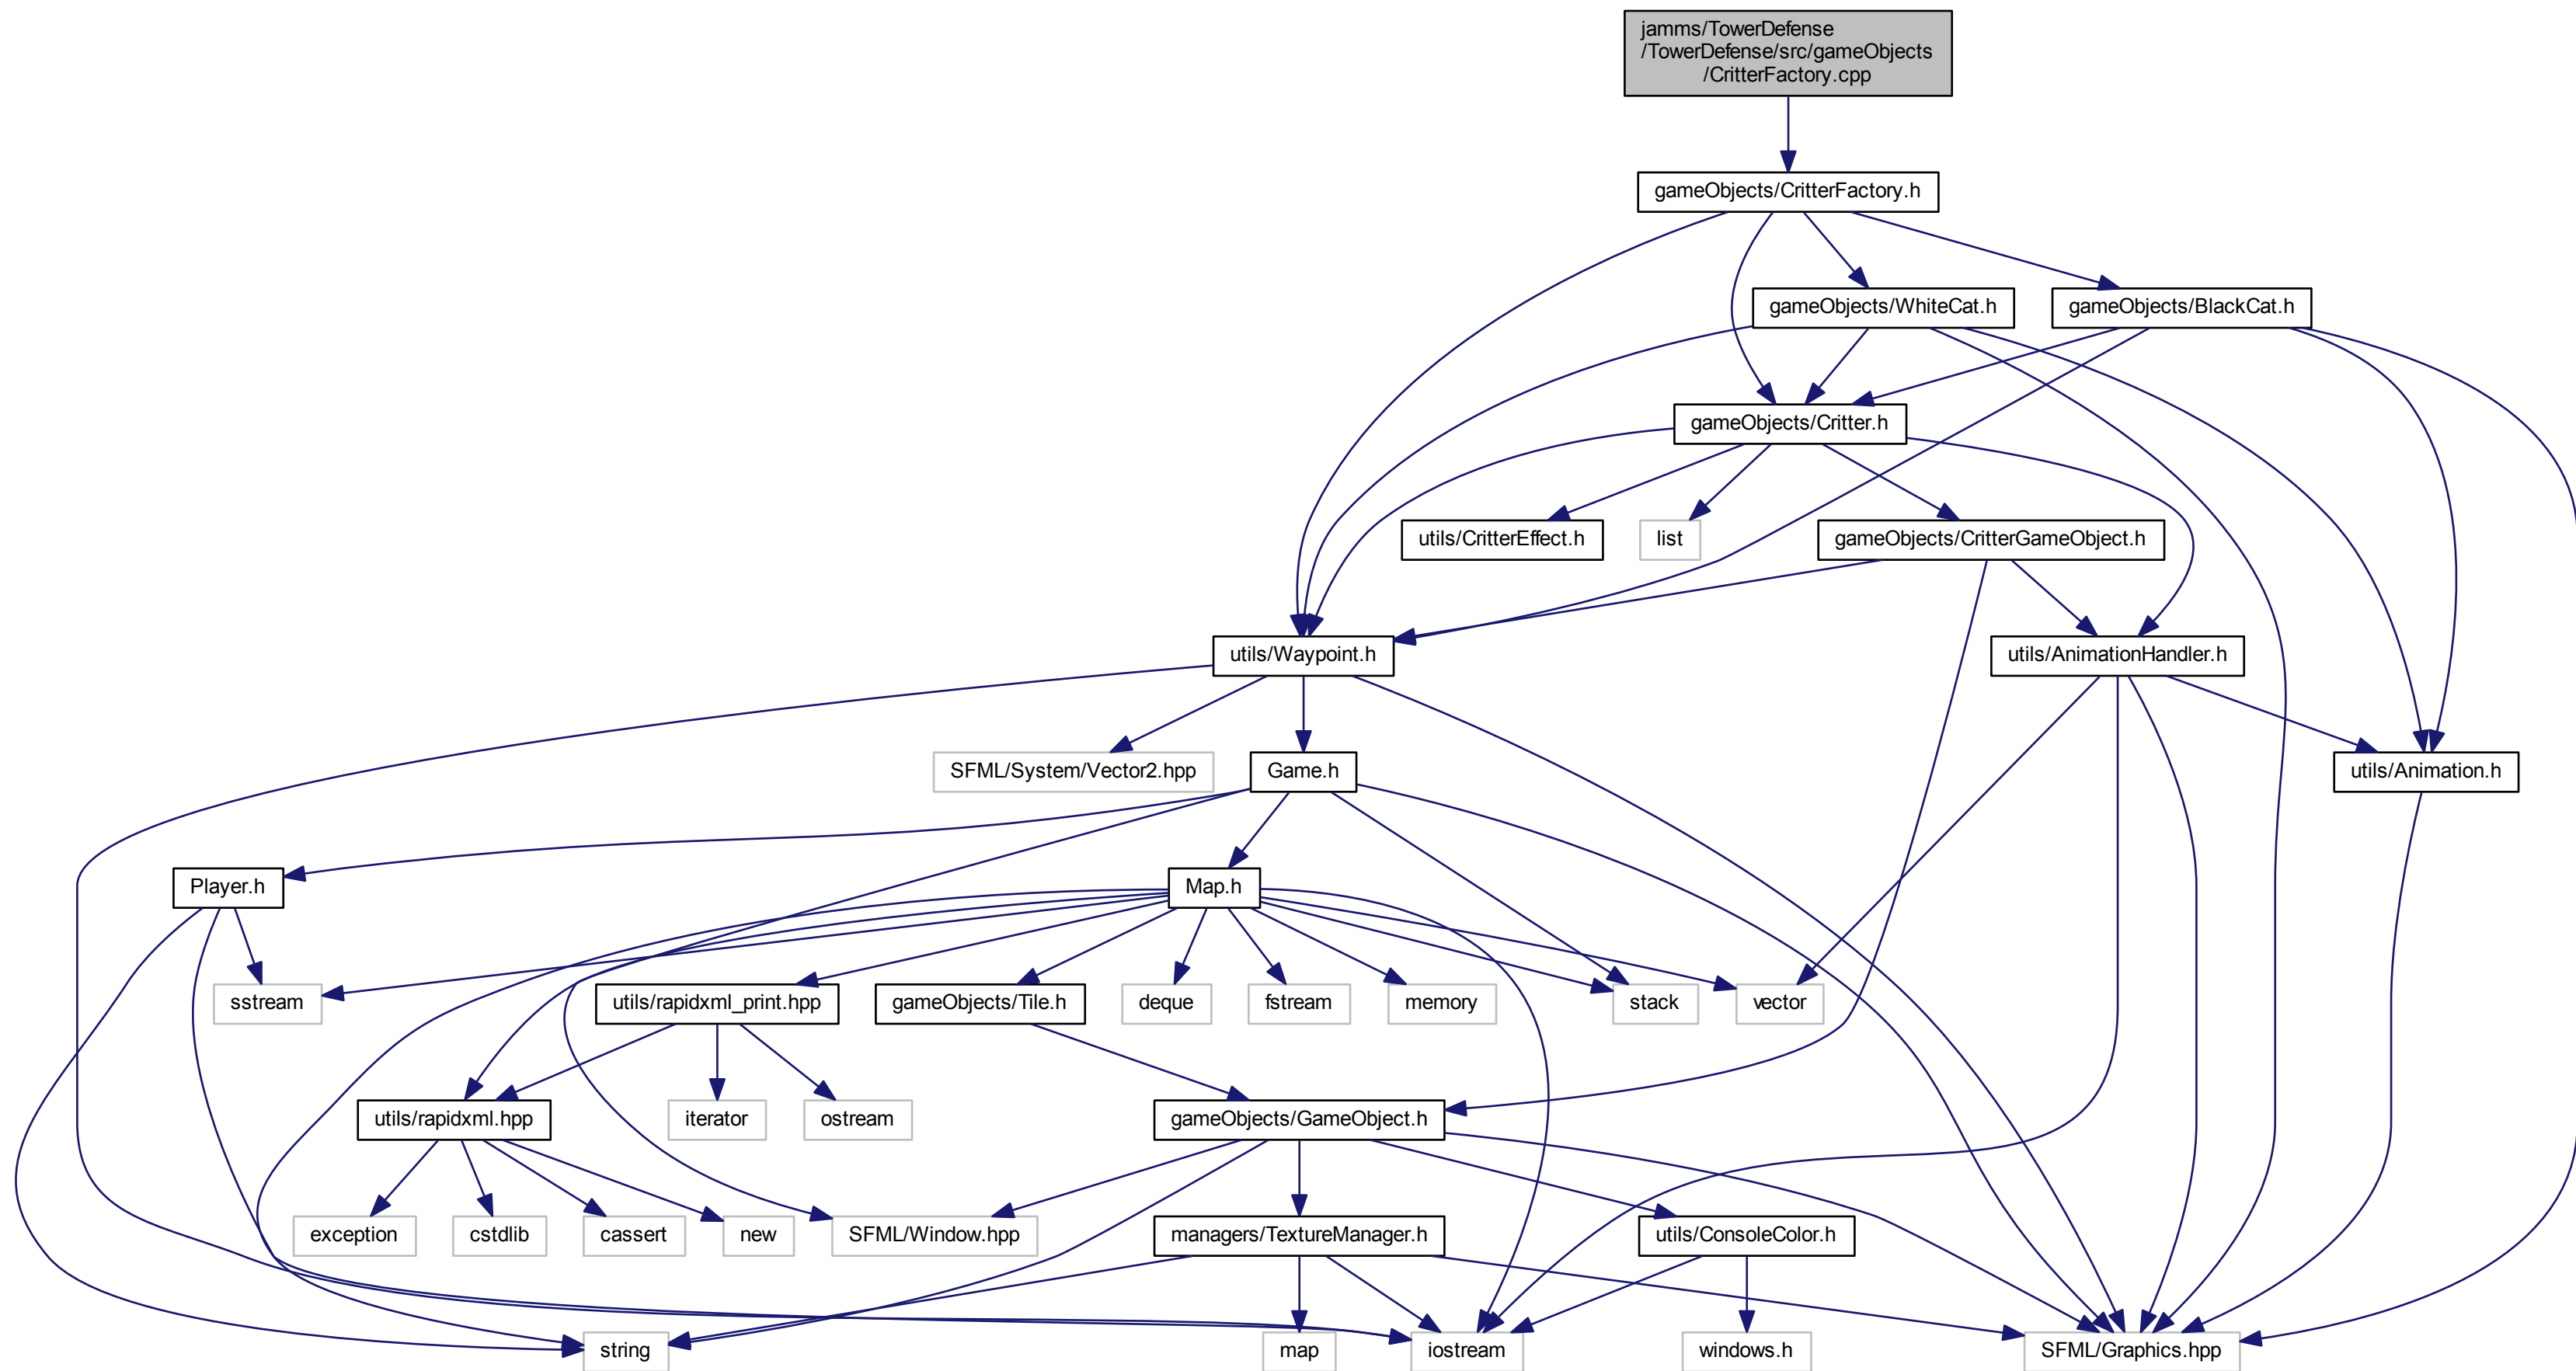 jamms/TowerDefense
/TowerDefense/src/gameObjects
/CritterFactory.cpp
gameObjects/CritterFactory.h
gameObjects/WhiteCat.h
gameObjects/BlackCat.h
gameObjects/Critter.h
utils/CritterEffect.h
list
gameObjects/CritterGameObject.h
utils/Waypoint.h
utils/AnimationHandler.h
SFML/System/Vector2.hpp
Game.h
utils/Animation.h
Player.h
Map.h
sstream
utils/rapidxml_print.hpp
gameObjects/Tile.h
deque
fstream
memory
stack
vector
utils/rapidxml.hpp
iterator
ostream
gameObjects/GameObject.h
exception
cstdlib
cassert
new
SFML/Window.hpp
managers/TextureManager.h
utils/ConsoleColor.h
string
map
iostream
windows.h
SFML/Graphics.hpp